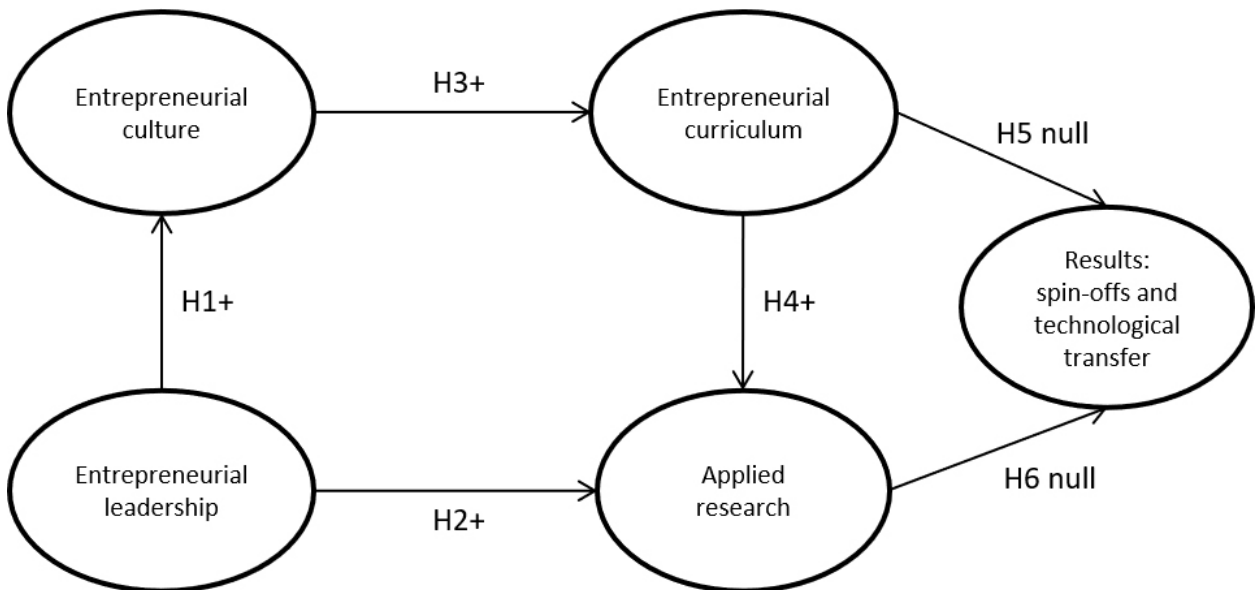 Entrepreneurial
culture
H3+
Entrepreneurial
curriculum
H5 null
H1+
H4+
Results:
spin-offs and
technological
transfer
Entrepreneurial
leadership
H2+
Applied
research
H6 null